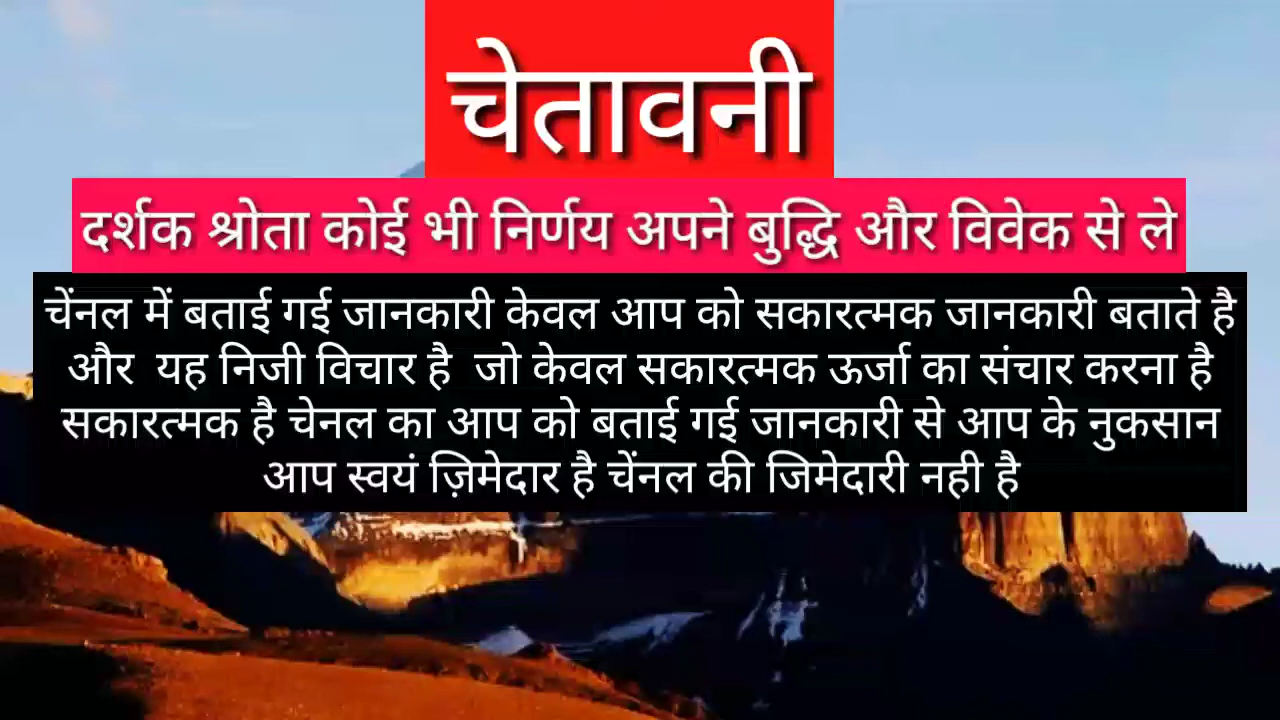 चेतावनी
दर्शक श्रोता कोई भी निर्णय अपने बुद्धि और विवेक से ले
चेंनल में बताई गई जानकारी केवल आप को सकारत्मक जानकारी बताते है
और यह निजी विचार है जो केवल सकारत्मक ऊर्जा का संचार करना है
सकारत्मक है चेनल का आप को बताई गई जानकारी से आप के नुकसान
आप स्वयं ज़िमेदार है चेंनल की जिमेदारी नही है